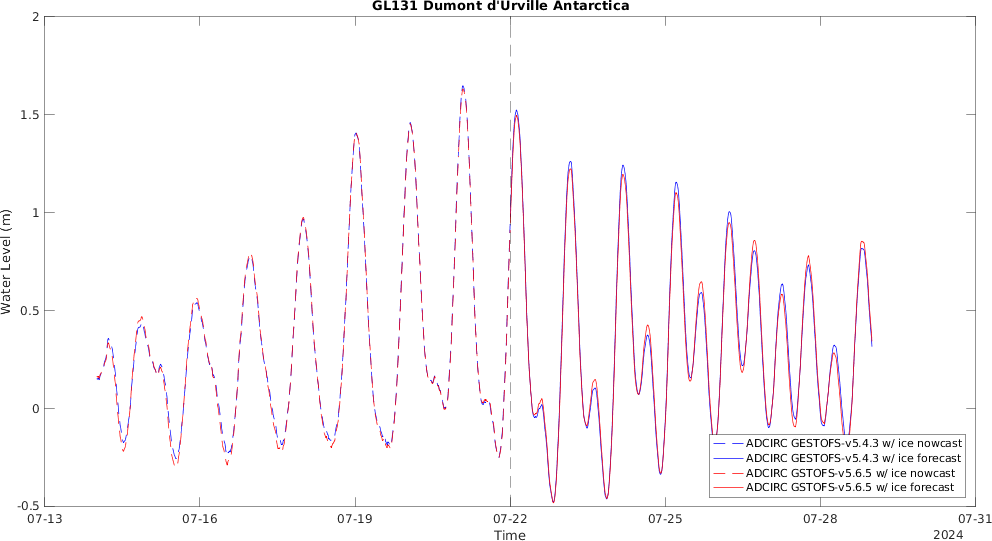 GL131 Dumont d'Urville Antarctica
Water Level (m)
2
1.5
1
0.5
0
-0.5
07-13
07-16
07-19
07-22
07-25
07-28
07-31
Time
2024
ADCIRC GESTOFS-v5.4.3 w/ ice nowcast
ADCIRC GESTOFS-v5.4.3 w/ ice forecast
ADCIRC GSTOFS-v5.6.5 w/ ice nowcast
ADCIRC GSTOFS-v5.6.5 w/ ice forecast